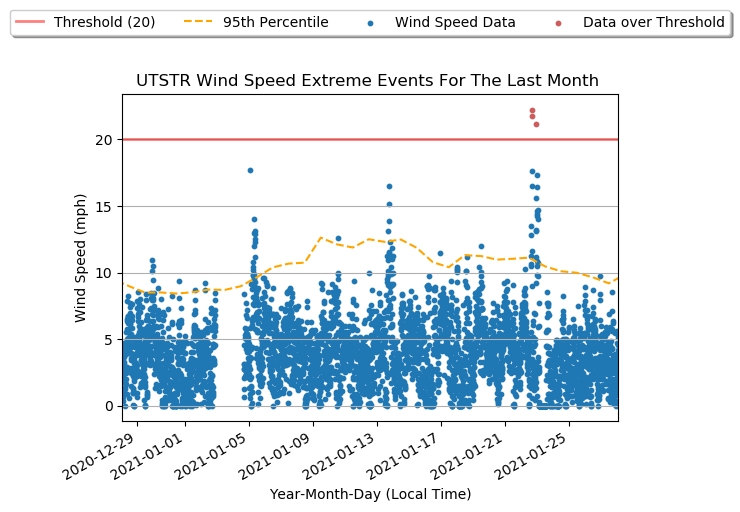 Threshold (20) 95th Percentile Wind Speed Data Data over Threshold
UTSTR Wind Speed Extreme Events For The Last Month
Wind Speed (mph)
20
15
10
5
0
2020-12-29 2021-01-01 2021-01-05 2021-01-09 2021-01-13 2021-01-17 2021-01-21 2021-01-25
Year-Month-Day (Local Time)